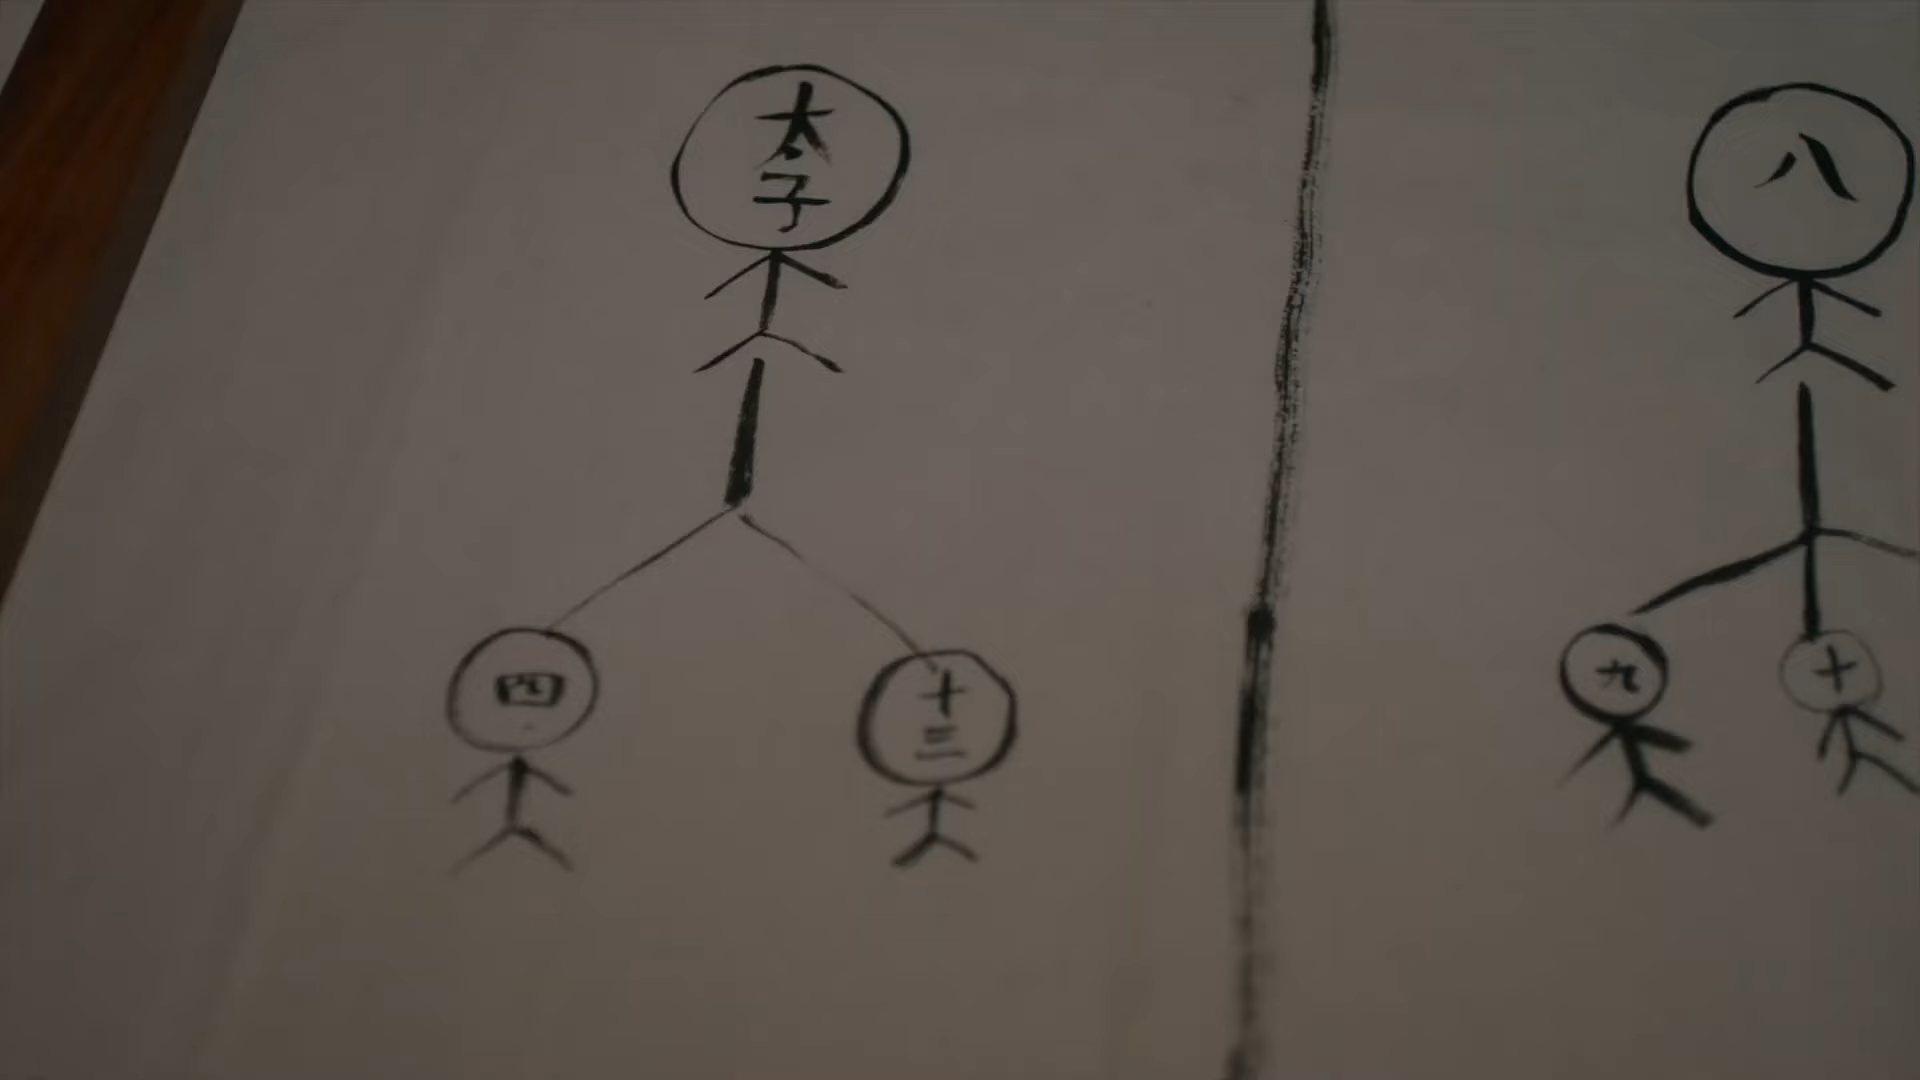 太
子
八
四
十
三
九
十